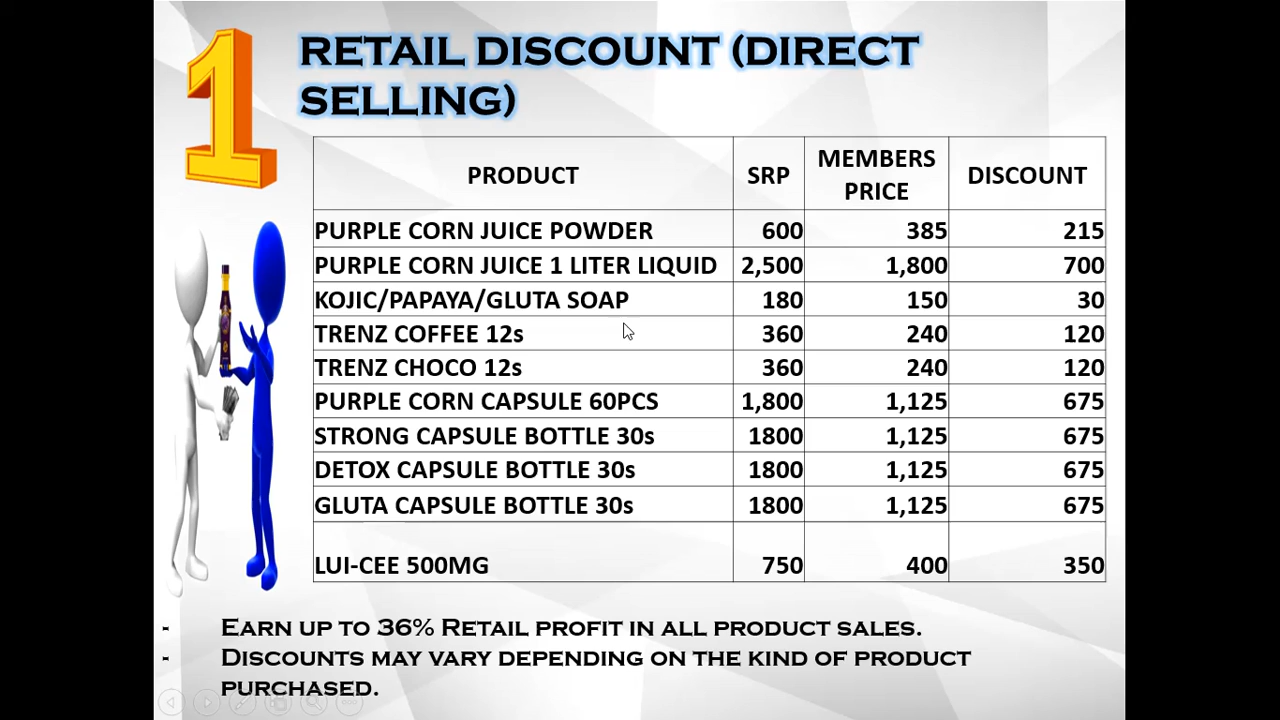 1
RETAIL DISCOUNT (DIRECT
SELLING)
PRODUCT SRP MEMBERS PRICE DISCOUNT
PURPLE CORN JUICE POWDER 600 385 215
PURPLE CORN JUICE 1 LITER LIQUID 2,500 1,800 700
KOJIC/PAPAYA/GLUTA SOAP 180 150 30
TRENZ COFFEE 12s 360 240 120
TRENZ CHOCO 12s 360 240 120
PURPLE CORN CAPSULE 60PCS 1,800 1,125 675
STRONG CAPSULE BOTTLE 30s 1800 1,125 675
DETOX CAPSULE BOTTLE 30s 1800 1,125 675
GLUTA CAPSULE BOTTLE 30s 1800 1,125 675
LUI-CEE 500MG 750 400 350
- EARN UP TO 36% RETAIL PROFIT IN ALL PRODUCT SALES.
- DISCOUNTS MAY VARY DEPENDING ON THE KIND OF PRODUCT
PURCHASED.